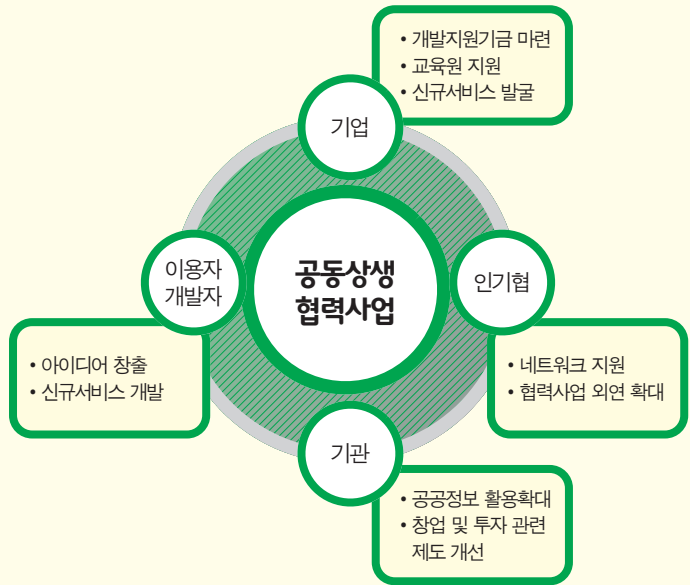 • 개발지원기금 마련
• 교육원 지원
• 신규서비스 발굴
기업
이용자
개발자
공동상생
협력사업
인기협
• 아이디어 창출
• 신규서비스 개발
• 네트워크 지원
• 협력사업 외연 확대
기관
• 공공정보 활용확대
• 창업 및 투자 관련
제도 개선